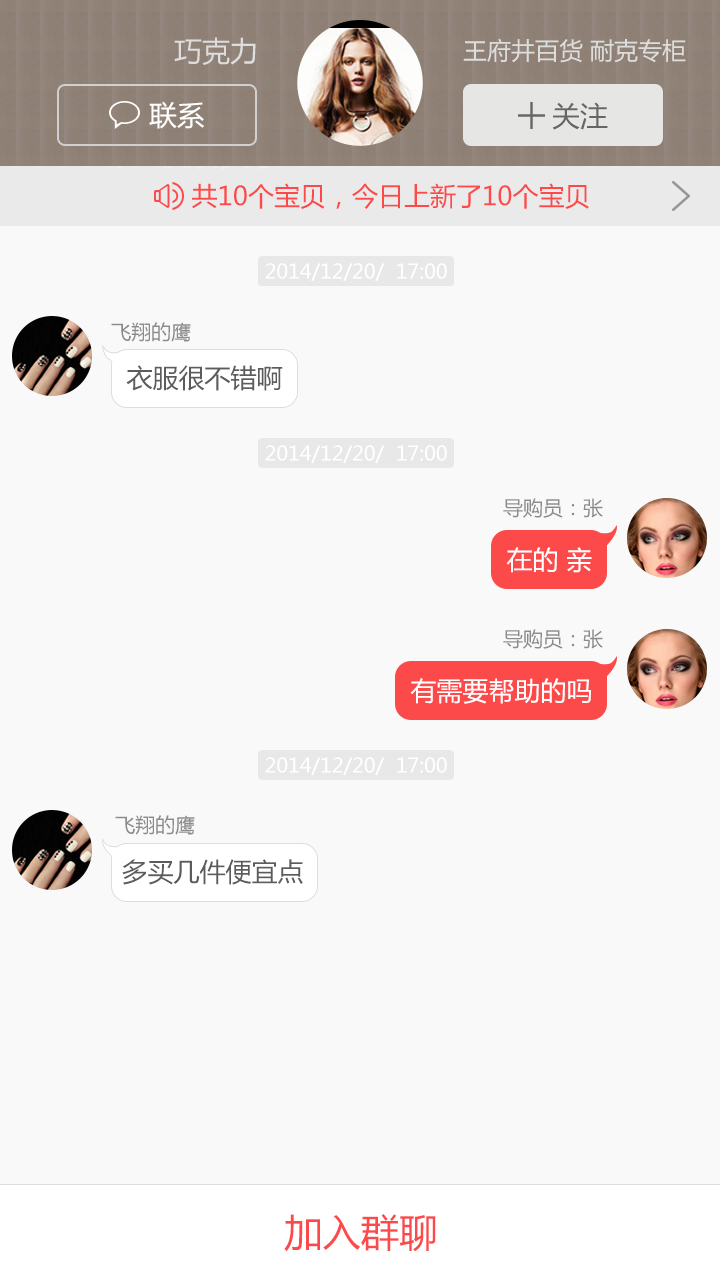 巧克力
王府井百货 耐克专柜
联系
关注
共10个宝贝，今日上新了10个宝贝
2014/12/20/ 17:00
飞翔的鹰
衣服很不错啊
2014/12/20/ 17:00
导购员：张
在的 亲
导购员：张
有需要帮助的吗
2014/12/20/ 17:00
飞翔的鹰
多买几件便宜点
加入群聊